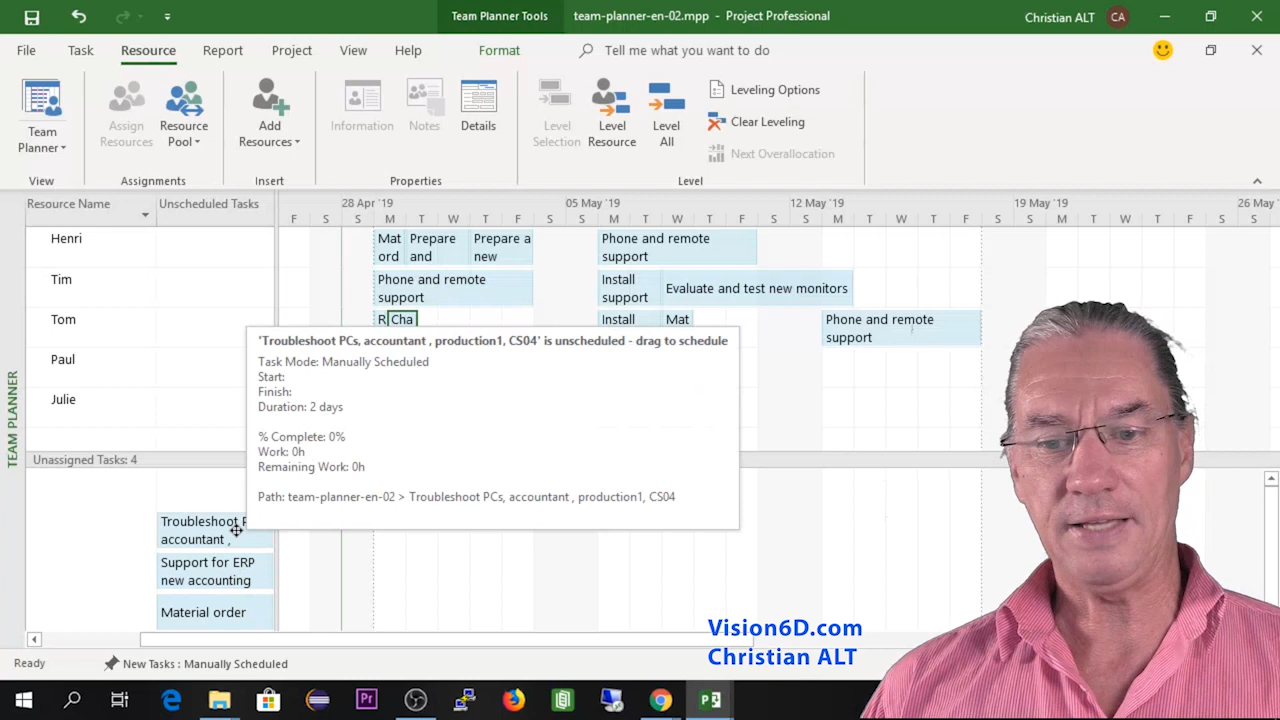 Team Planner Tools
team-planner-en-02.mpp - Project Professional
Christian ALT
CA
File
Task
Resource
Report
Project
View
Help
Format
Tell me what you want to do
Team
Planner
Assign
Resources
Resource
Pool
Add
Resources
Information
Notes
Details
Level
Selection
Level
Resource
Level
All
Leveling Options
Clear Leveling
Next Overallocation
View
Assignments
Insert
Properties
Level
Resource Name
Unscheduled Tasks
28 Apr '19
05 May '19
12 May '19
19 May '19
26 May '
F S S M T W T F S S M T W T F S S M T W T F S S M T W T F S S
Henri
Mat
ord
Prepare
and
Prepare a
new
Phone and remote
support
Tim
Phone and remote
support
Install
support
Evaluate and test new monitors
Tom
R
Cha
Install
Mat
Phone and remote
support
Paul
Julie
TEAM PLANNER
'Troubleshoot PCs, accountant , production1, CS04' is unscheduled - drag to schedule
Task Mode: Manually Scheduled
Start:
Finish:
Duration: 2 days
% Complete: 0%
Work: 0h
Remaining Work: 0h
Path: team-planner-en-02 > Troubleshoot PCs, accountant , production1, CS04
Unassigned Tasks: 4
Troubleshoot P
accountant ,
Support for ERP
new accounting
Material order
Vision6D.com
Christian ALT
Ready
New Tasks : Manually Scheduled
Pr